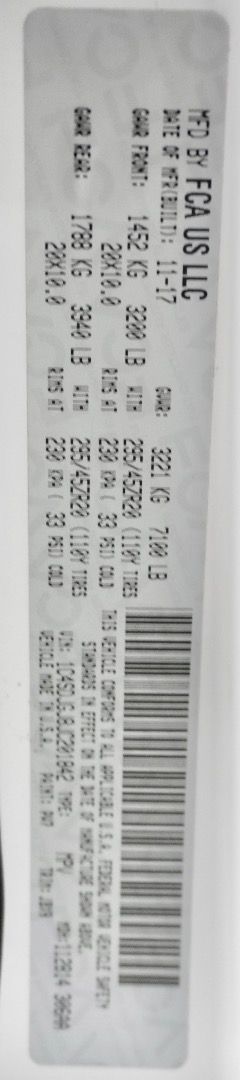 MFD BY FCA US LLC
DATE OF MFR(BUILT): 11-17 GVWR: 3221 KG 7100 LB
GAWR FRONT: 1452 KG 3200 LB WITH 295/45ZR20 (110Y TIRES
20X10.0 RIMS AT 230 KPA ( 33 PSI) COLD
GAWR REAR: 1788 KG 3940 LB WITH 295/45ZR20 (110Y TIRES
20X10.0 RIMS AT 230 KPA ( 33 PSI) COLD
THIS VEHICLE CONFORMS TO ALL APPLICABLE U.S.A. FEDERAL MOTOR VEHICLE SAFETY
STANDARDS IN EFFECT ON THE DATE OF MANUFACTURE SHOWN ABOVE.
VIN: TYPE: MPV
VEHICLE MADE IN U.S.A. PAINT: TRIM: